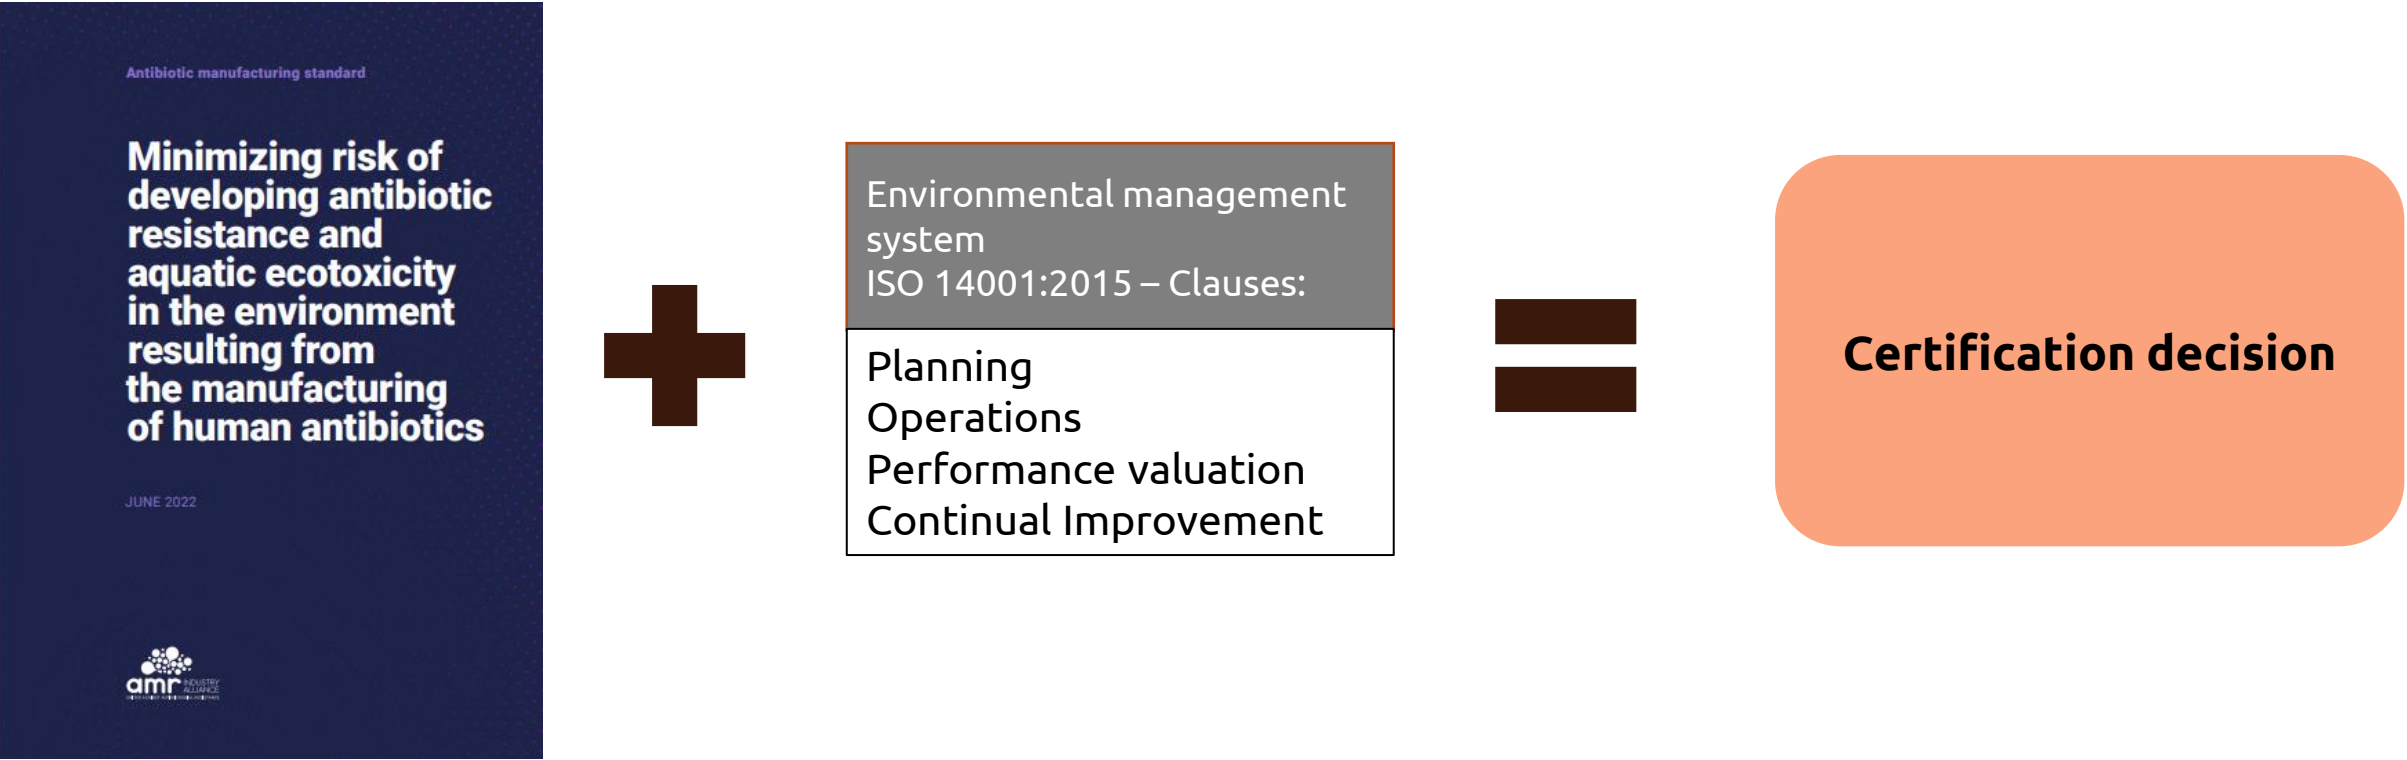 Antibiotic manufacturing standard
Minimizing risk of
developing antibiotic
resistance and
aquatic ecotoxicity
in the environment
resulting from
the manufacturing
of human antibiotics
JUNE 2022
amr INDUSTRY
ALLIANCE
Environmental management
system
ISO 14001:2015 – Clauses:
Planning
Operations
Performance valuation
Continual Improvement
Certification decision